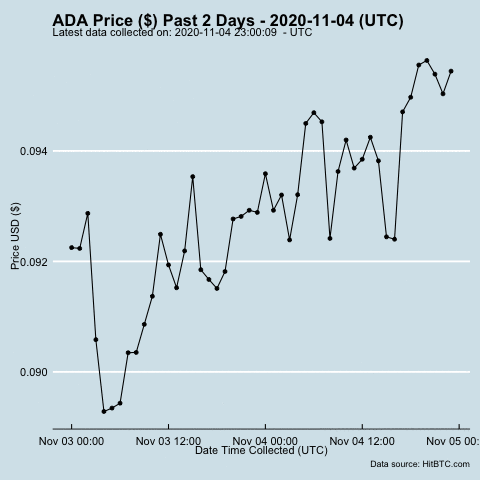 ADA Price ($) Past 2 Days - 2020-11-04 (UTC)
Latest data collected on: 2020-11-04 23:00:09  - UTC
0.094
0.092
0.090
Price USD ($)
Nov 03 00:00 Nov 03 12:00 Nov 04 00:00 Nov 04 12:00 Nov 05 00:
Date Time Collected (UTC)
Data source: HitBTC.com